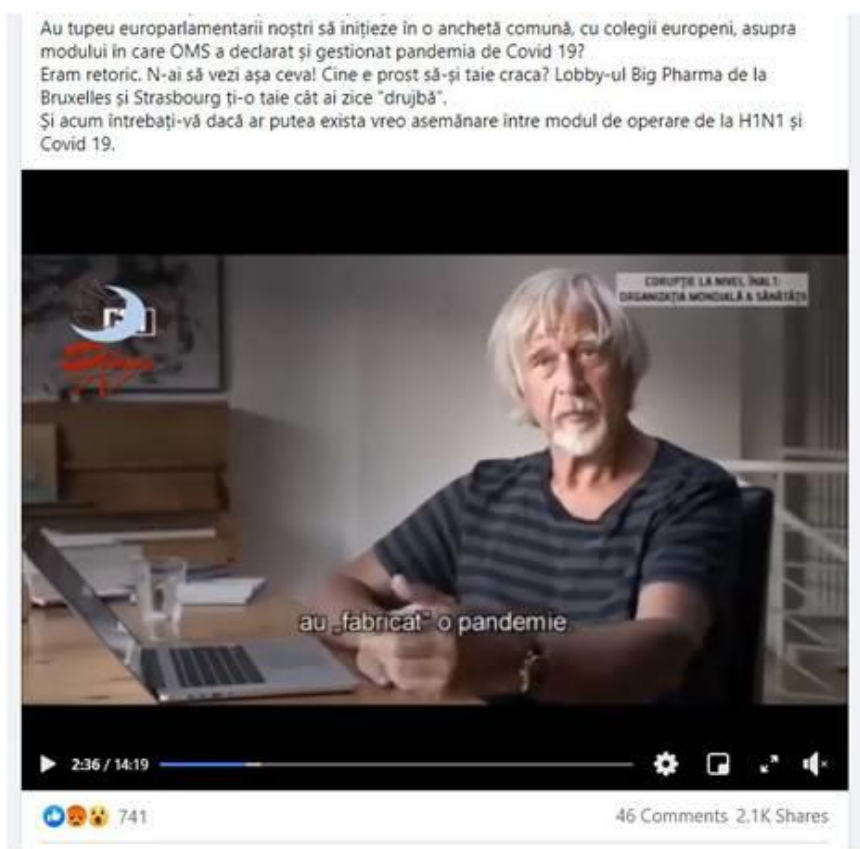 Au tupeu europarlamentarii noștri să inițieze în o anchetă comună, cu colegii europeni, asupra
modului în care OMS a declarat și gestionat pandemia de Covid 19?
Eram retoric. N-ai să vezi așa ceva! Cine e prost să-și taie craca? Lobby-ul Big Pharma de la
Bruxelles și Strasbourg ți-o taie cât ai zice "drujbă".
Și acum întrebați-vă dacă ar putea exista vreo asemănare între modul de operare de la H1N1 și
Covid 19.
CORUPȚIE LA NIVEL ÎNALT:
ORGANIZAȚIA MONDIALĂ A SĂNĂTĂȚII
au „fabricat” o pandemie
2:36 / 14:19
741
46 Comments 2.1K Shares